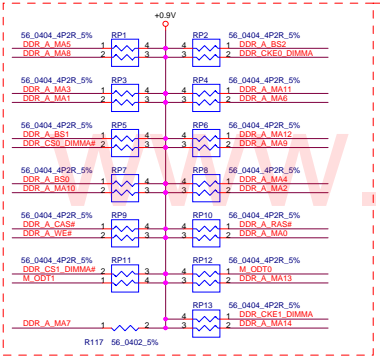 +0.9V
56_0404_4P2R_5% RP1 RP2 56_0404_4P2R_5%
DDR_A_MA5 1 4 4 1 DDR_A_BS2
DDR_A_MA8 2 3 3 2 DDR_CKE0_DIMMA
56_0404_4P2R_5% RP3 RP4 56_0404_4P2R_5%
DDR_A_MA3 2 4 4 1 DDR_A_MA11
DDR_A_MA1 1 3 3 2 DDR_A_MA6
56_0404_4P2R_5% RP5 RP6 56_0404_4P2R_5%
DDR_A_BS1 1 4 4 1 DDR_A_MA12
DDR_CS0_DIMMA# 2 3 3 2 DDR_A_MA9
56_0404_4P2R_5% RP7 RP8 56_0404_4P2R_5%
DDR_A_BS0 1 4 4 1 DDR_A_MA4
DDR_A_MA10 2 3 3 2 DDR_A_MA2
56_0404_4P2R_5% RP9 RP10 56_0404_4P2R_5%
DDR_A_CAS# 1 4 4 1 DDR_A_RAS#
DDR_A_WE# 2 3 3 2 DDR_A_MA0
56_0404_4P2R_5% RP11 RP12 56_0404_4P2R_5%
DDR_CS1_DIMMA# 2 4 4 1 M_ODT0
M_ODT1 1 3 3 2 DDR_A_MA13
RP13 56_0404_4P2R_5%
4 1 DDR_CKE1_DIMMA
DDR_A_MA7 1 2 3 2 DDR_A_MA14
R117 56_0402_5%
www.